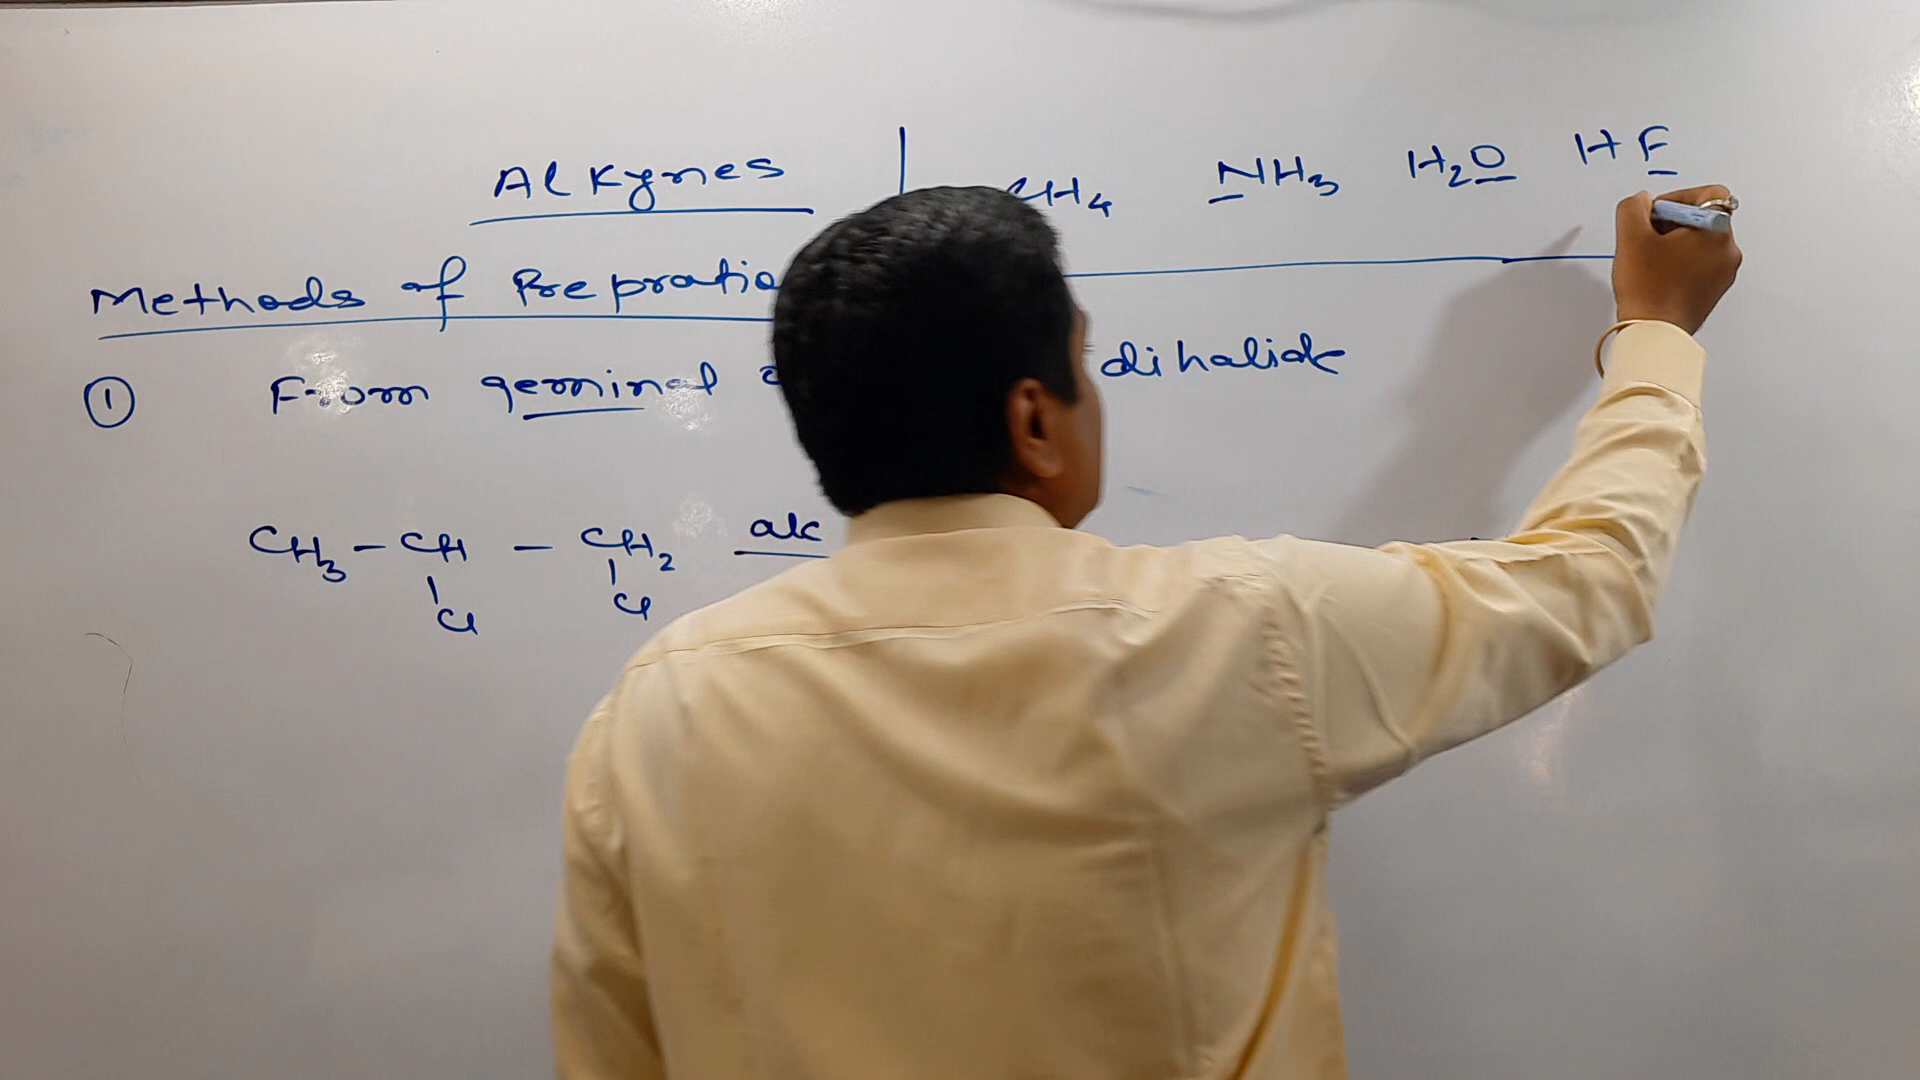 Alkynes
CH4 NH3 H2O HF
Methods of Prepratio
① From geminal dihalide
CH3 - CH - CH2 alc
Cl Cl